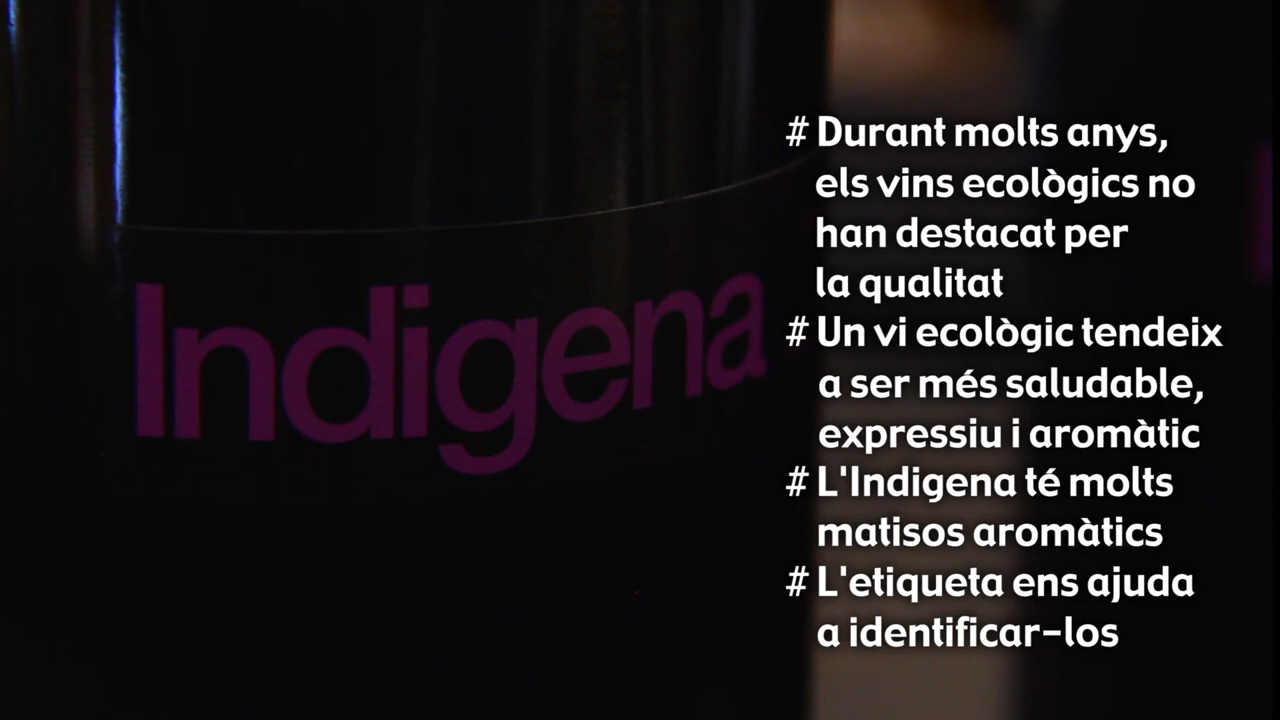 Indigena
# Durant molts anys,
els vins ecològics no
han destacat per
la qualitat
# Un vi ecològic tendeix
a ser més saludable,
expressiu i aromàtic
# L'Indigena té molts
matisos aromàtics
# L'etiqueta ens ajuda
a identificar-los